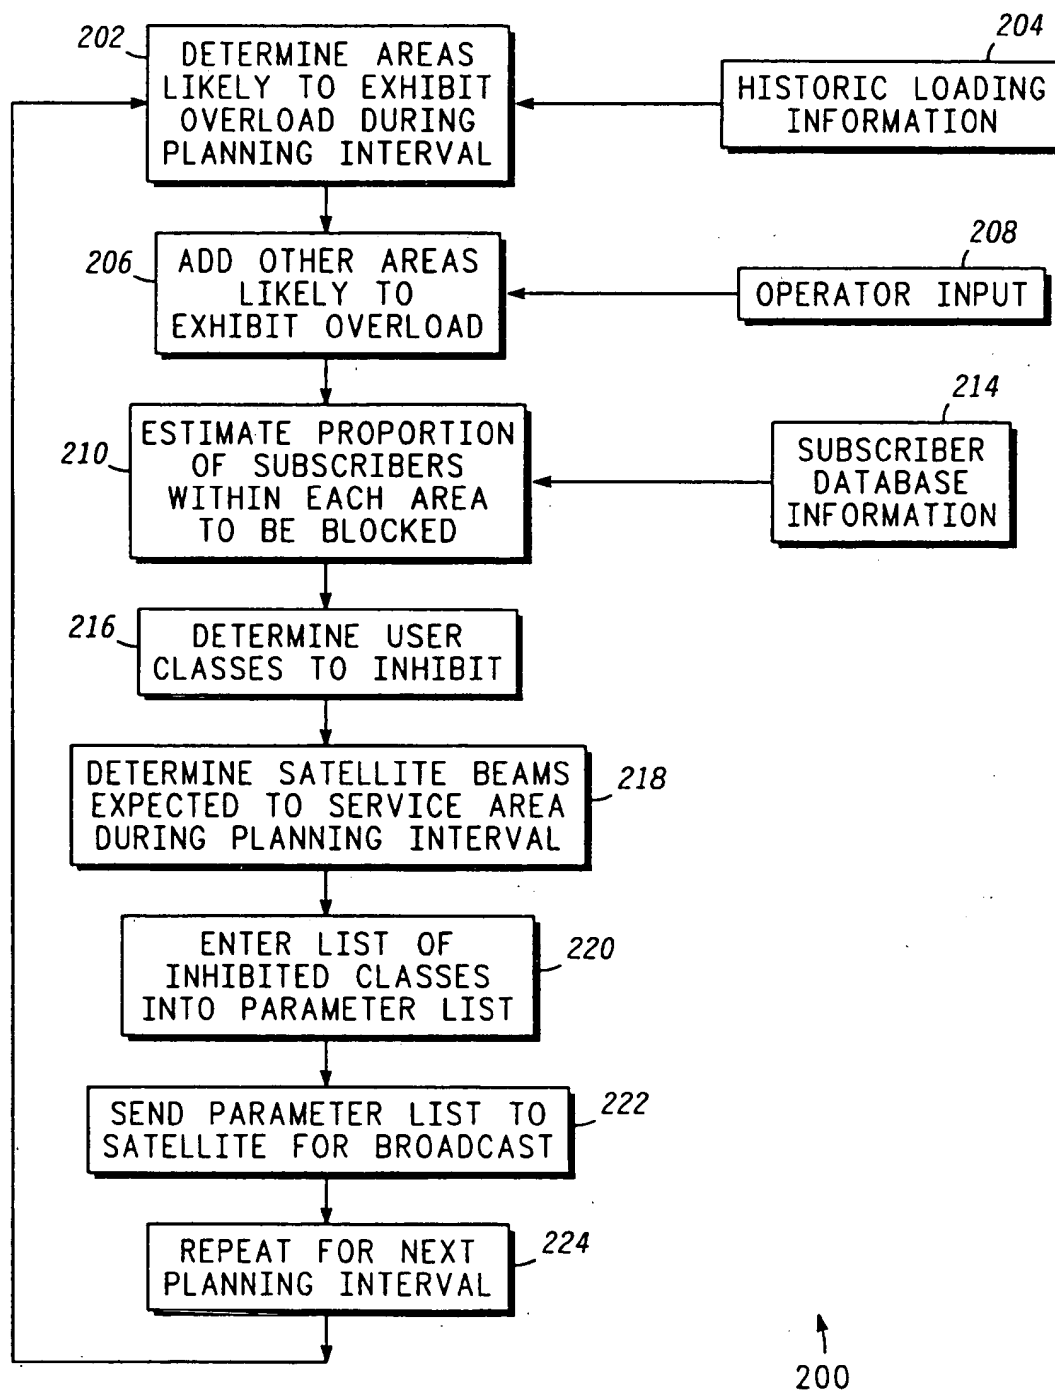 202
DETERMINE AREAS
LIKELY TO EXHIBIT
OVERLOAD DURING
PLANNING INTERVAL
204
HISTORIC LOADING
INFORMATION
206
ADD OTHER AREAS
LIKELY TO
EXHIBIT OVERLOAD
208
OPERATOR INPUT
210
ESTIMATE PROPORTION
OF SUBSCRIBERS
WITHIN EACH AREA
TO BE BLOCKED
214
SUBSCRIBER
DATABASE
INFORMATION
216
DETERMINE USER
CLASSES TO INHIBIT
DETERMINE SATELLITE BEAMS
EXPECTED TO SERVICE AREA
DURING PLANNING INTERVAL
218
ENTER LIST OF
INHIBITED CLASSES
INTO PARAMETER LIST
220
SEND PARAMETER LIST TO
SATELLITE FOR BROADCAST
222
REPEAT FOR NEXT
PLANNING INTERVAL
224
200